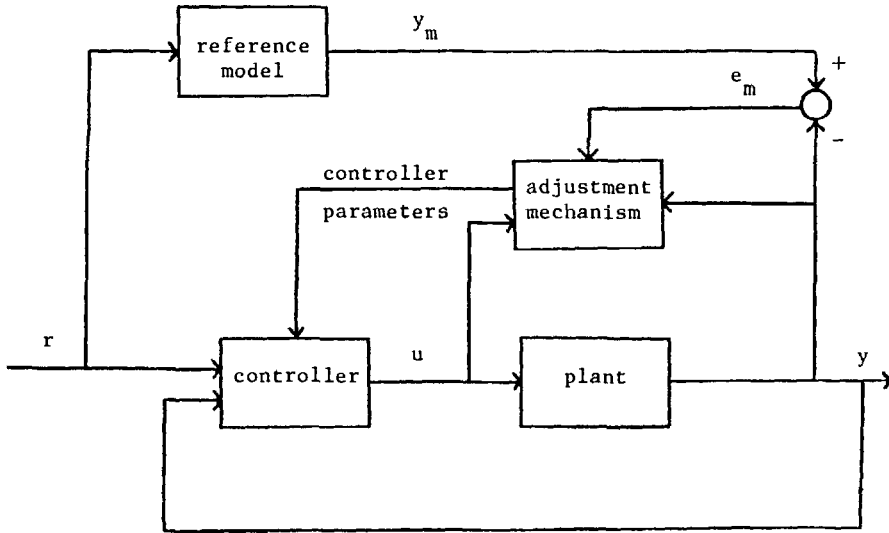 y_m
reference
model
+
e_m
−
controller
parameters
adjustment
mechanism
r
controller
u
plant
y